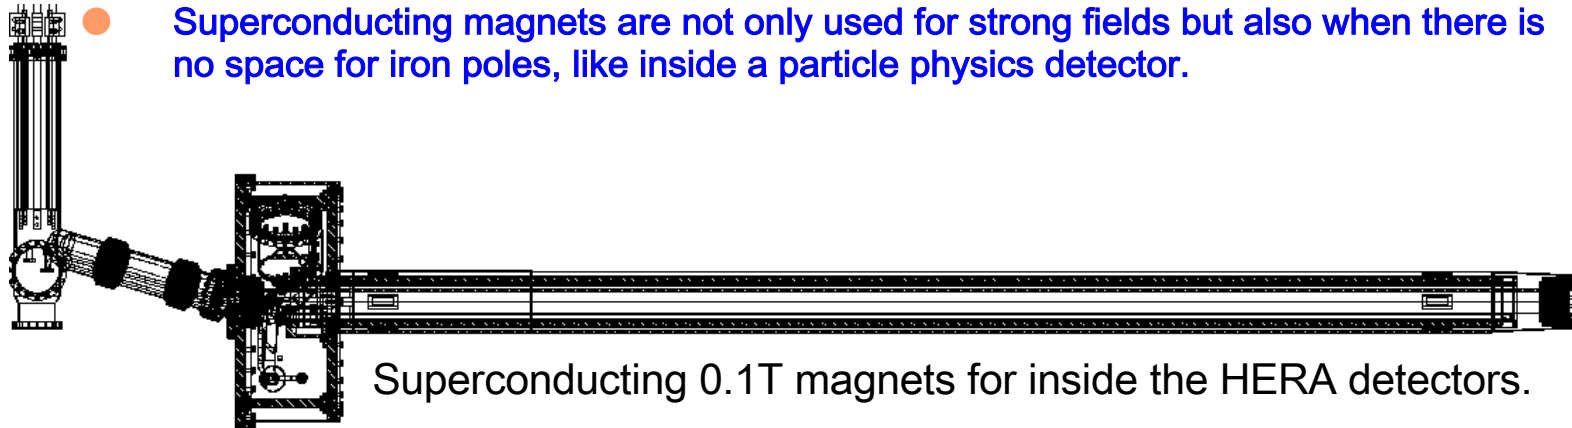 Superconducting magnets are not only used for strong fields but also when there is
no space for iron poles, like inside a particle physics detector.
Superconducting 0.1T magnets for inside the HERA detectors.